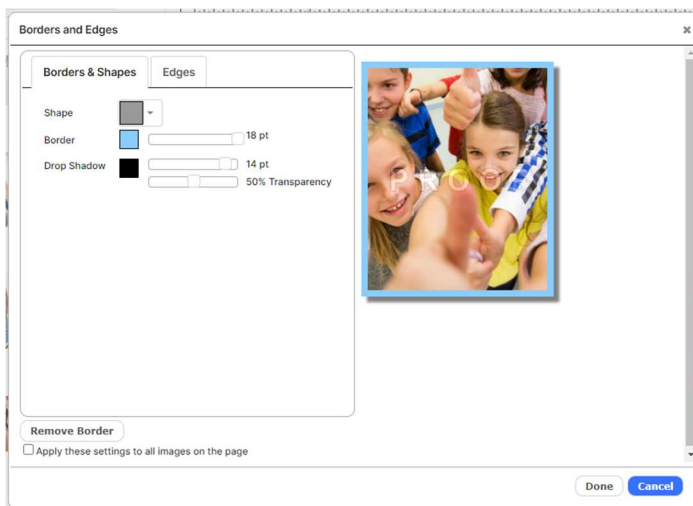 Borders and Edges
Borders & Shapes Edges
Shape
Border 18 pt
Drop Shadow 14 pt
50% Transparency
PRO
Remove Border
Apply these settings to all images on the page
Done Cancel